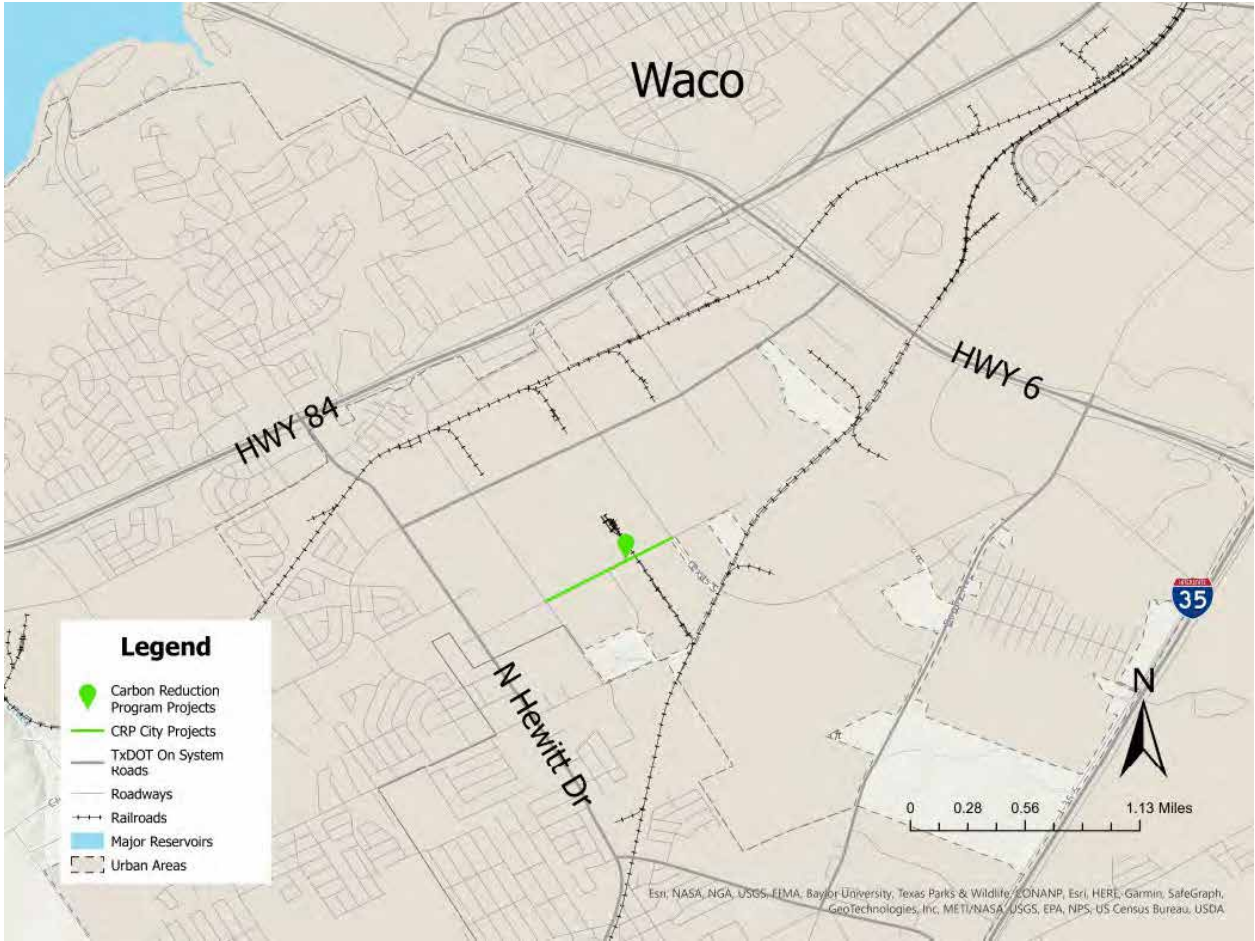 Waco
HWY 84
HWY 6
INTERSTATE
35
N Hewitt Dr
N
Legend
Carbon Reduction
Program Projects
CRP City Projects
TxDOT On System
Roads
Roadways
Railroads
Major Reservoirs
Urban Areas
0 0.28 0.56 1.13 Miles
Esri, NASA, NGA, USGS, FEMA, Baylor University, Texas Parks & Wildlife, CONANP, Esri, HERE, Garmin, SafeGraph,
GeoTechnologies, Inc, METI/NASA, USGS, EPA, NPS, US Census Bureau, USDA